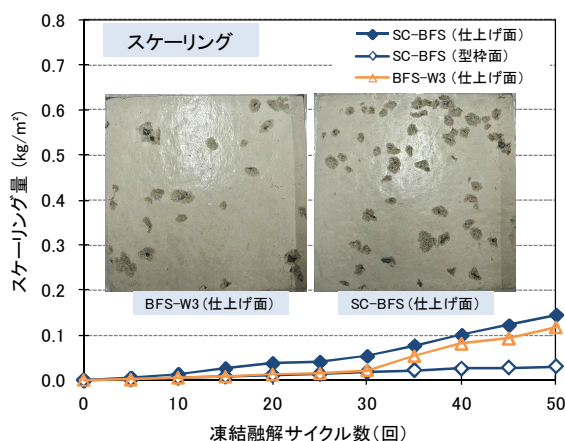 スケーリング
SC-BFS (仕上げ面)
SC-BFS (型枠面)
BFS-W3 (仕上げ面)
スケーリング量 (kg/m²)
0.8
0.7
0.6
0.5
0.4
0.3
0.2
0.1
0.0
BFS-W3 (仕上げ面)
SC-BFS (仕上げ面)
0 10 20 30 40 50
凍結融解サイクル数(回)